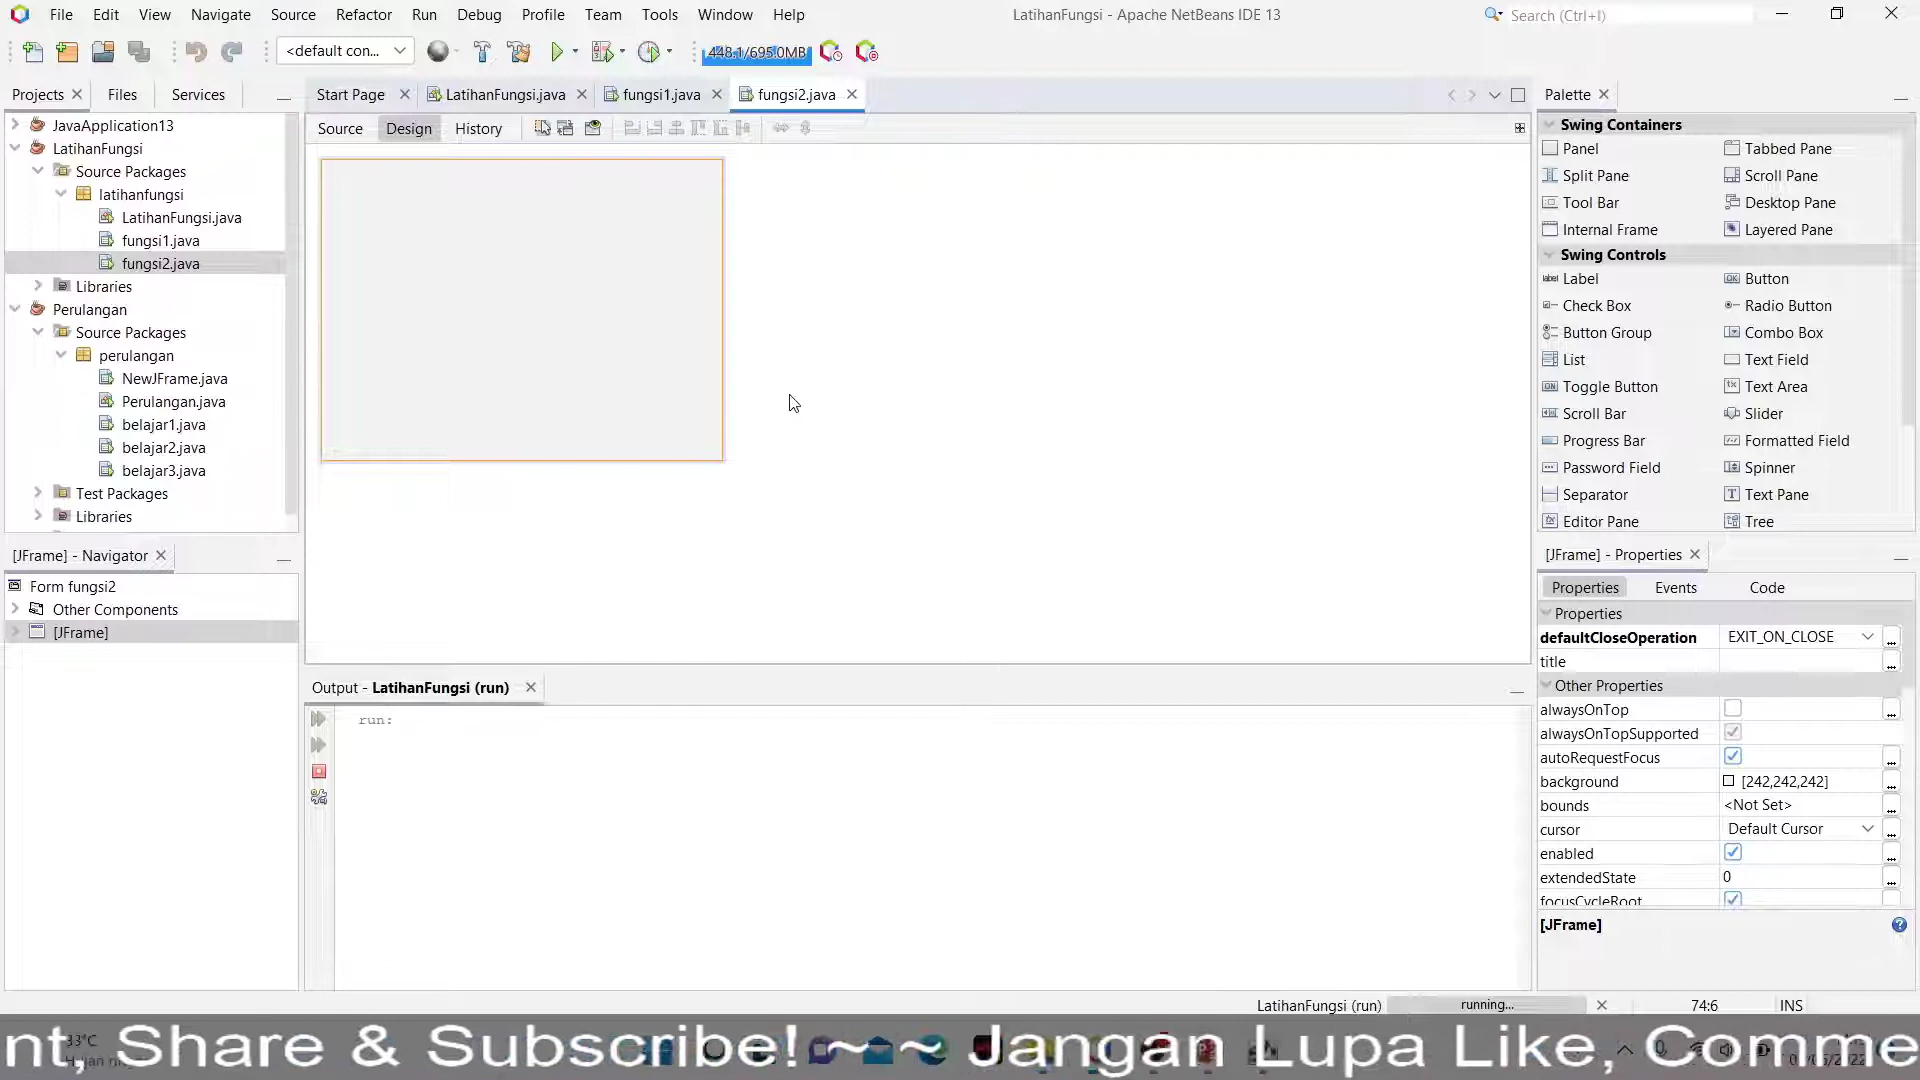 File Edit View Navigate Source Refactor Run Debug Profile Team Tools Window Help
LatihanFungsi - Apache NetBeans IDE 13
Search (Ctrl+I)
<default con...
448.1/695.0MB
Projects Files Services
JavaApplication13
LatihanFungsi
Source Packages
latihanfungsi
LatihanFungsi.java
fungsi1.java
fungsi2.java
Libraries
Perulangan
Source Packages
perulangan
NewJFrame.java
Perulangan.java
belajar1.java
belajar2.java
belajar3.java
Test Packages
Libraries
[JFrame] - Navigator
Form fungsi2
Other Components
[JFrame]
Start Page LatihanFungsi.java fungsi1.java fungsi2.java
Source Design History
Output - LatihanFungsi (run)
run:
Palette
Swing Containers
Panel Tabbed Pane
Split Pane Scroll Pane
Tool Bar Desktop Pane
Internal Frame Layered Pane
Swing Controls
Label Button
Check Box Radio Button
Button Group Combo Box
List Text Field
Toggle Button Text Area
Scroll Bar Slider
Progress Bar Formatted Field
Password Field Spinner
Separator Text Pane
Editor Pane Tree
[JFrame] - Properties
Properties Events Code
Properties
defaultCloseOperation EXIT_ON_CLOSE
title
Other Properties
alwaysOnTop
alwaysOnTopSupported
autoRequestFocus
background [242,242,242]
bounds <Not Set>
cursor Default Cursor
enabled
extendedState 0
focusCycleRoot
[JFrame]
LatihanFungsi (run) running... 74:6 INS
33°C
nt, Share & Subscribe! ~~ Jangan Lupa Like, Comme